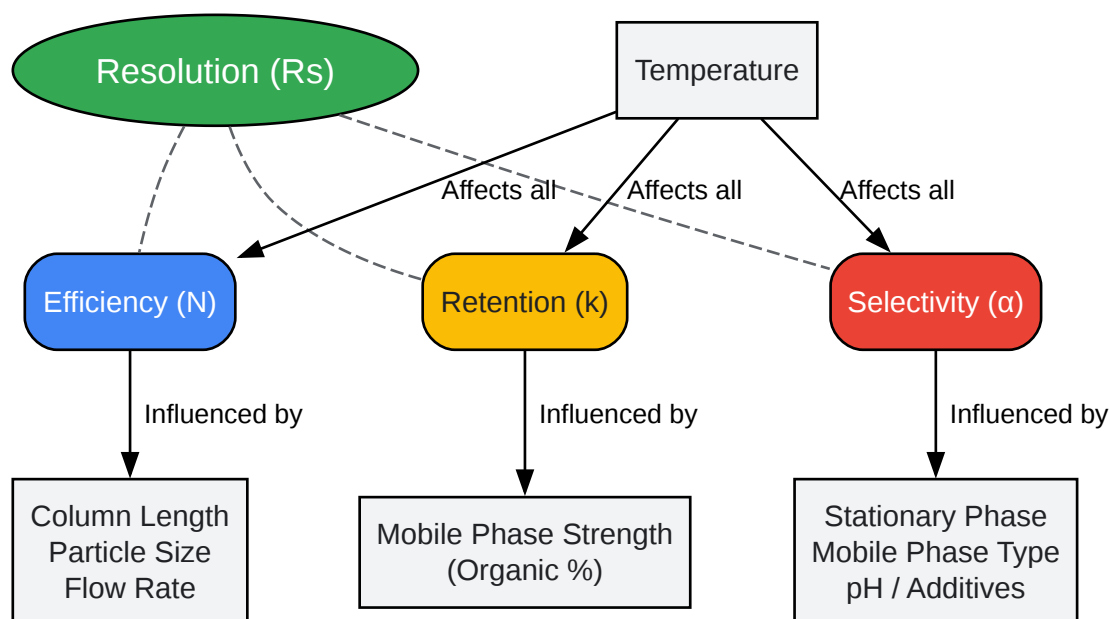 Resolution (Rs)
Temperature
Affects all
Affects all
Affects all
Efficiency (N)
Retention (k)
Selectivity (α)
Influenced by
Influenced by
Influenced by
Column Length
Particle Size
Flow Rate
Mobile Phase Strength
(Organic %)
Stationary Phase
Mobile Phase Type
pH / Additives